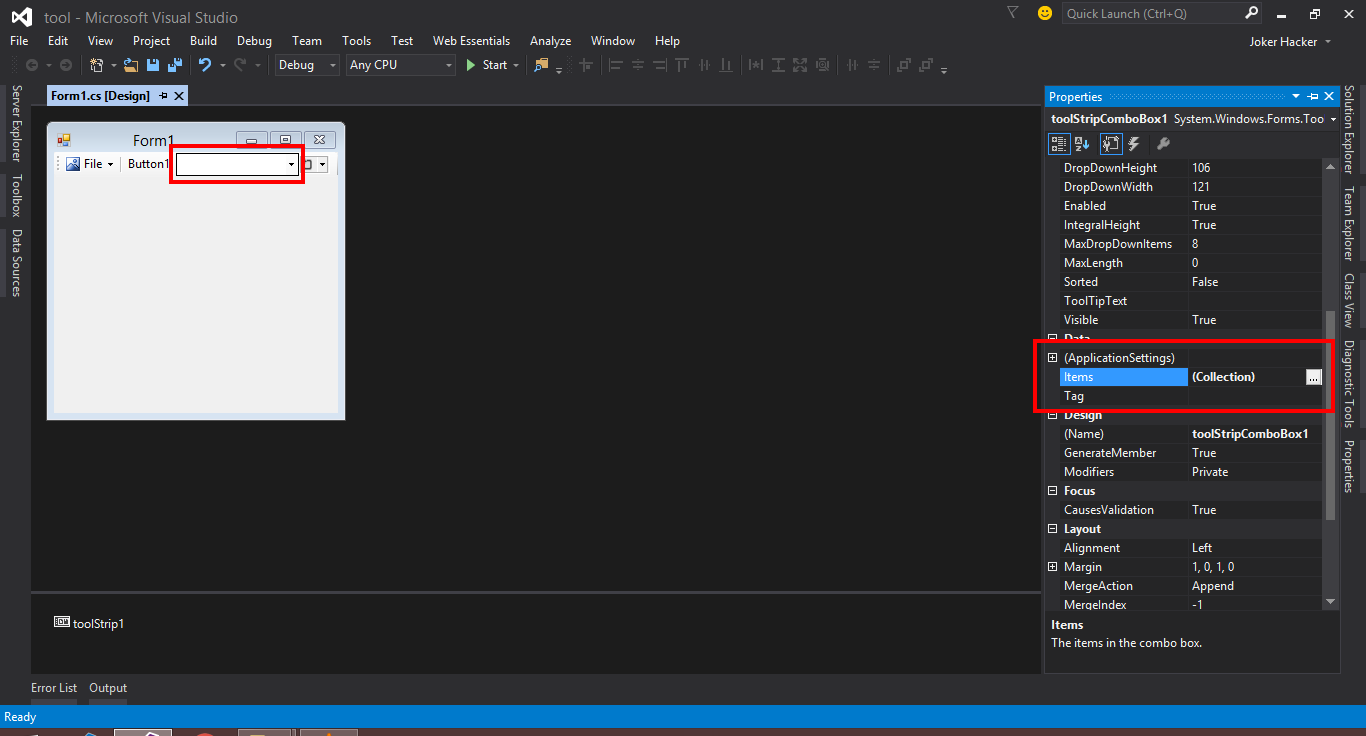 tool - Microsoft Visual Studio
Quick Launch (Ctrl+Q)
File Edit View Project Build Debug Team Tools Test Web Essentials Analyze Window Help
Joker Hacker
Debug Any CPU Start
Server Explorer
Toolbox
Data Sources
Form1.cs [Design]
Form1
File Button1
toolStrip1
Properties
toolStripComboBox1 System.Windows.Forms.Too
DropDownHeight 106
DropDownWidth 121
Enabled True
IntegralHeight True
MaxDropDownItems 8
MaxLength 0
Sorted False
ToolTipText
Visible True
Data
(ApplicationSettings)
Items (Collection) ...
Tag
Design
(Name) toolStripComboBox1
GenerateMember True
Modifiers Private
Focus
CausesValidation True
Layout
Alignment Left
Margin 1, 0, 1, 0
MergeAction Append
MergeIndex -1
Items
The items in the combo box.
Solution Explorer
Team Explorer
Class View
Diagnostic Tools
Properties
Error List Output
Ready